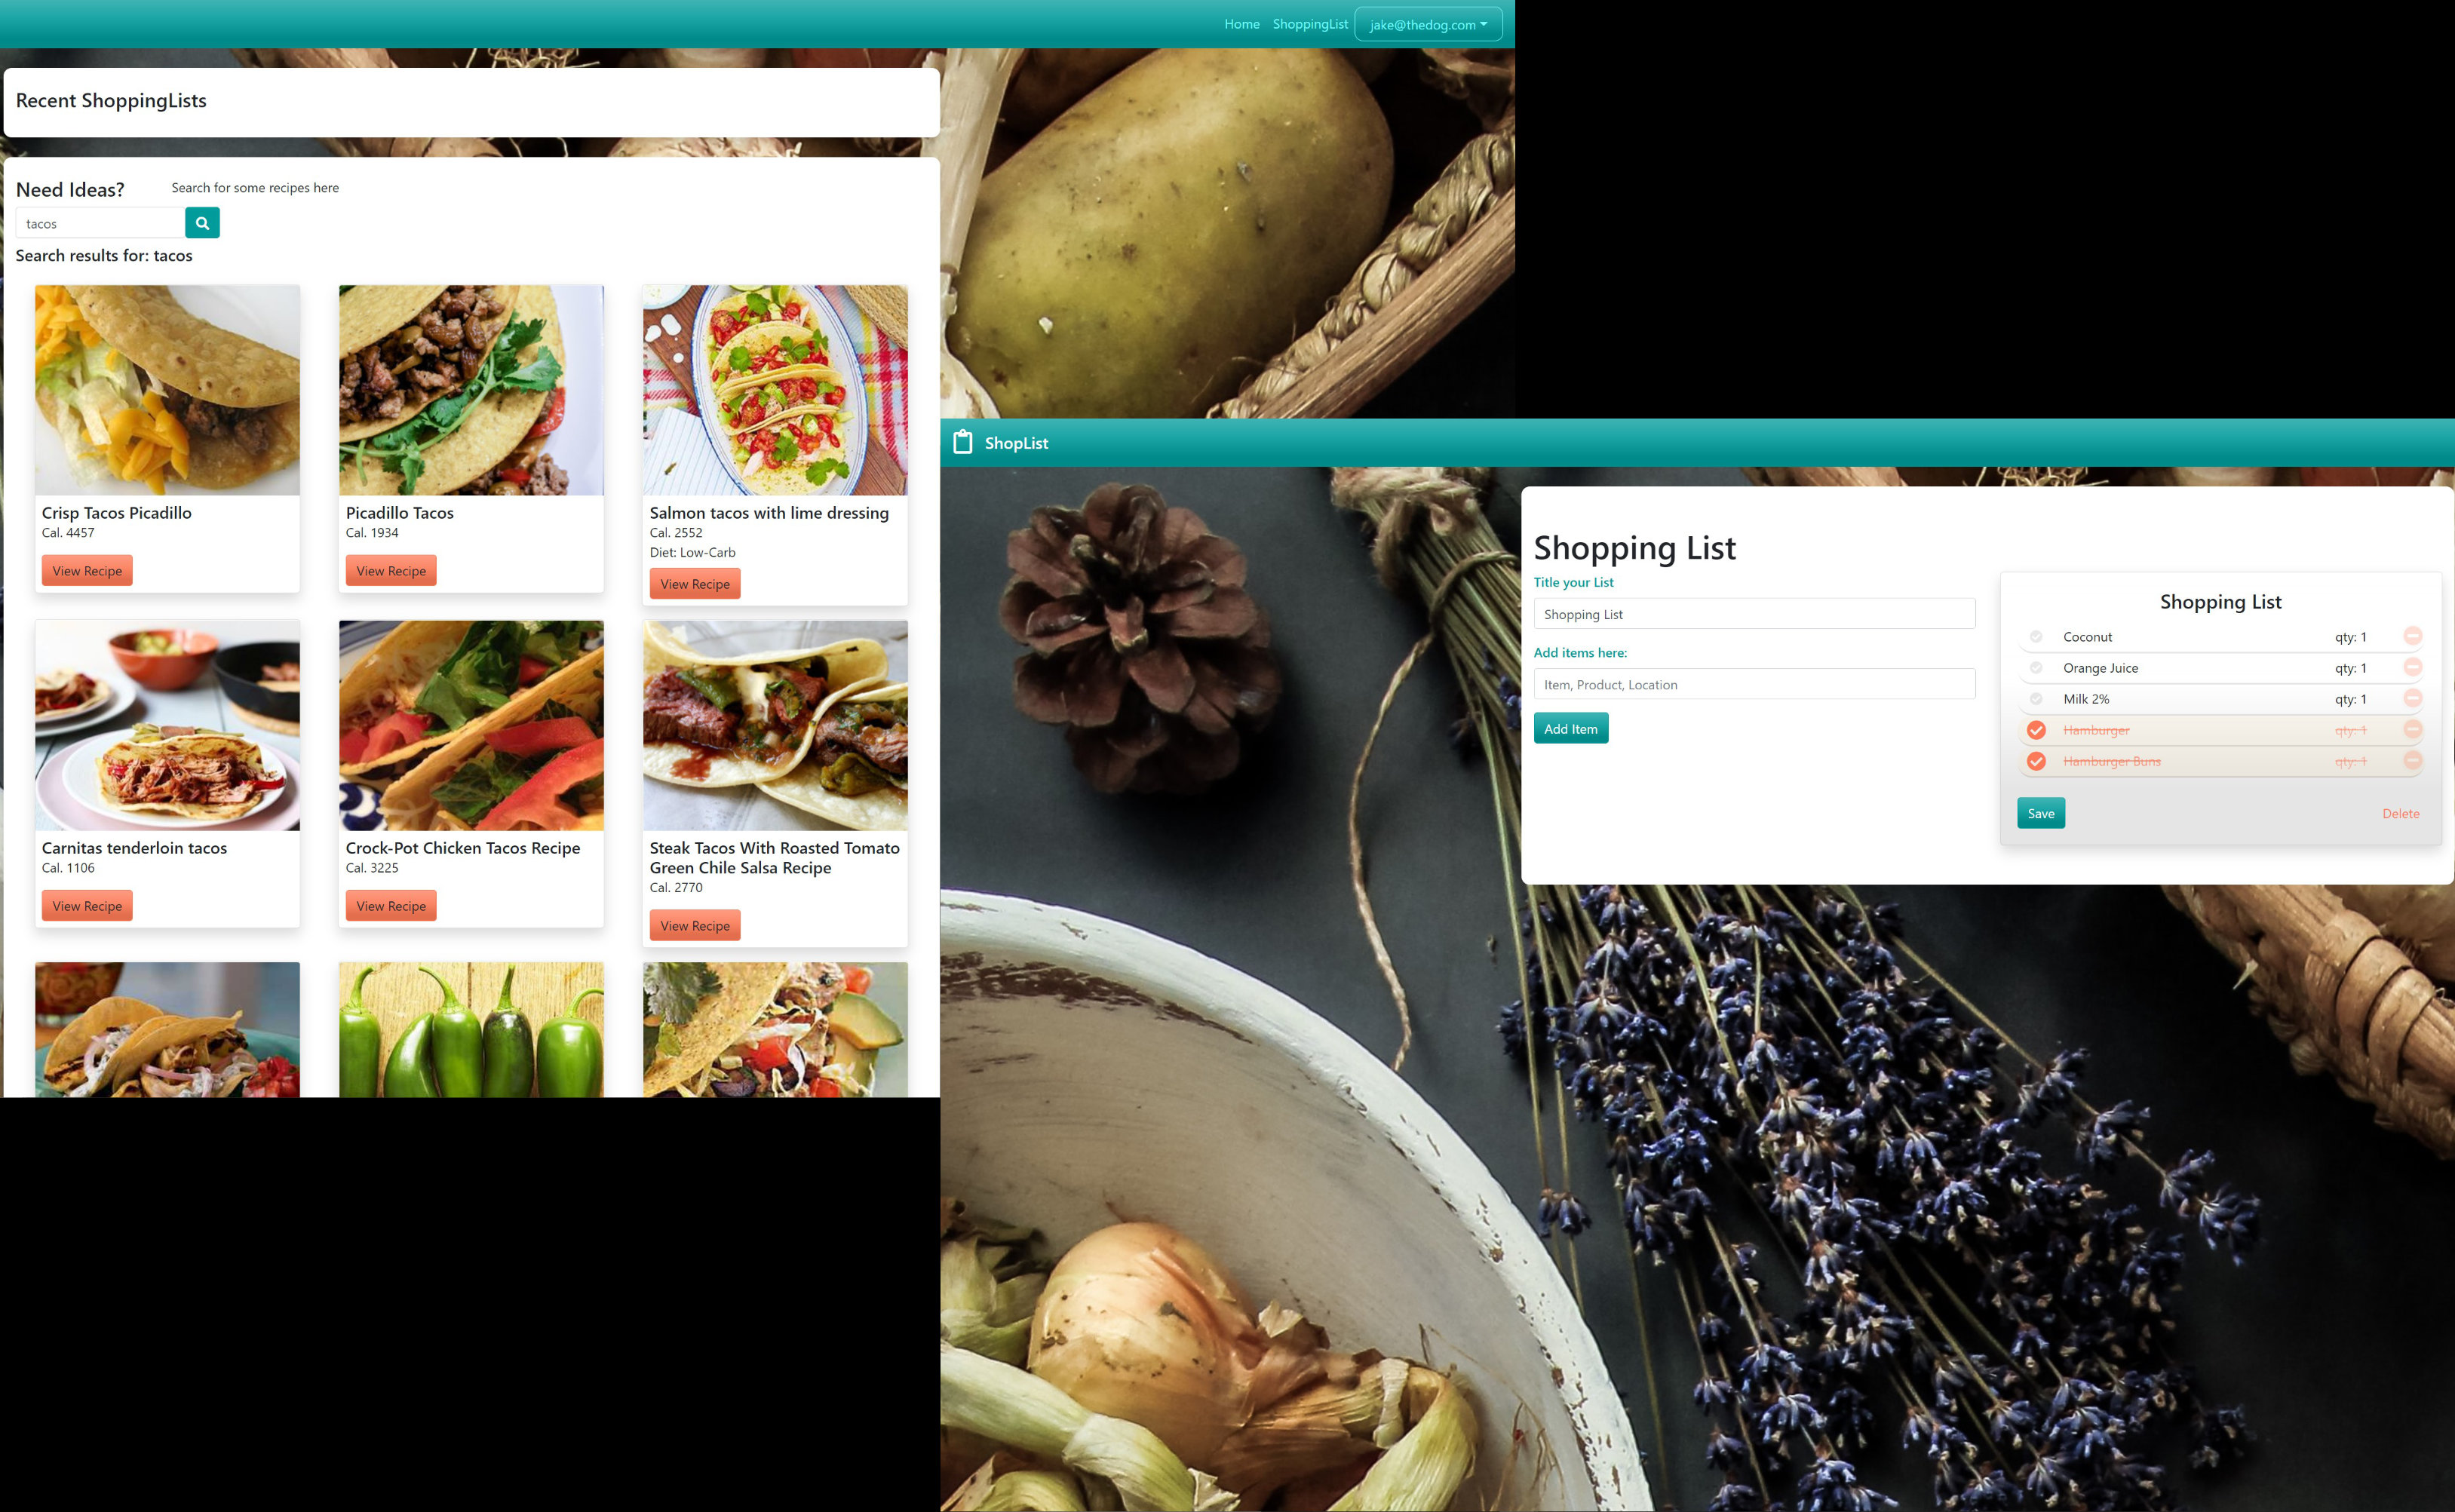 Home ShoppingList jake@thedog.com
Recent ShoppingLists
Need Ideas? Search for some recipes here
tacos
Search results for: tacos
Crisp Tacos Picadillo
Cal. 4457
View Recipe
Picadillo Tacos
Cal. 1934
View Recipe
Salmon tacos with lime dressing
Cal. 2552
Diet: Low-Carb
View Recipe
Carnitas tenderloin tacos
Cal. 1106
View Recipe
Crock-Pot Chicken Tacos Recipe
Cal. 3225
View Recipe
Steak Tacos With Roasted Tomato
Green Chile Salsa Recipe
Cal. 2770
View Recipe
ShopList
Shopping List
Title your List
Shopping List
Add items here:
Item, Product, Location
Add Item
Shopping List
Coconut qty: 1
Orange Juice qty: 1
Milk 2% qty: 1
Hamburger qty: 1
Hamburger Buns qty: 1
Save Delete